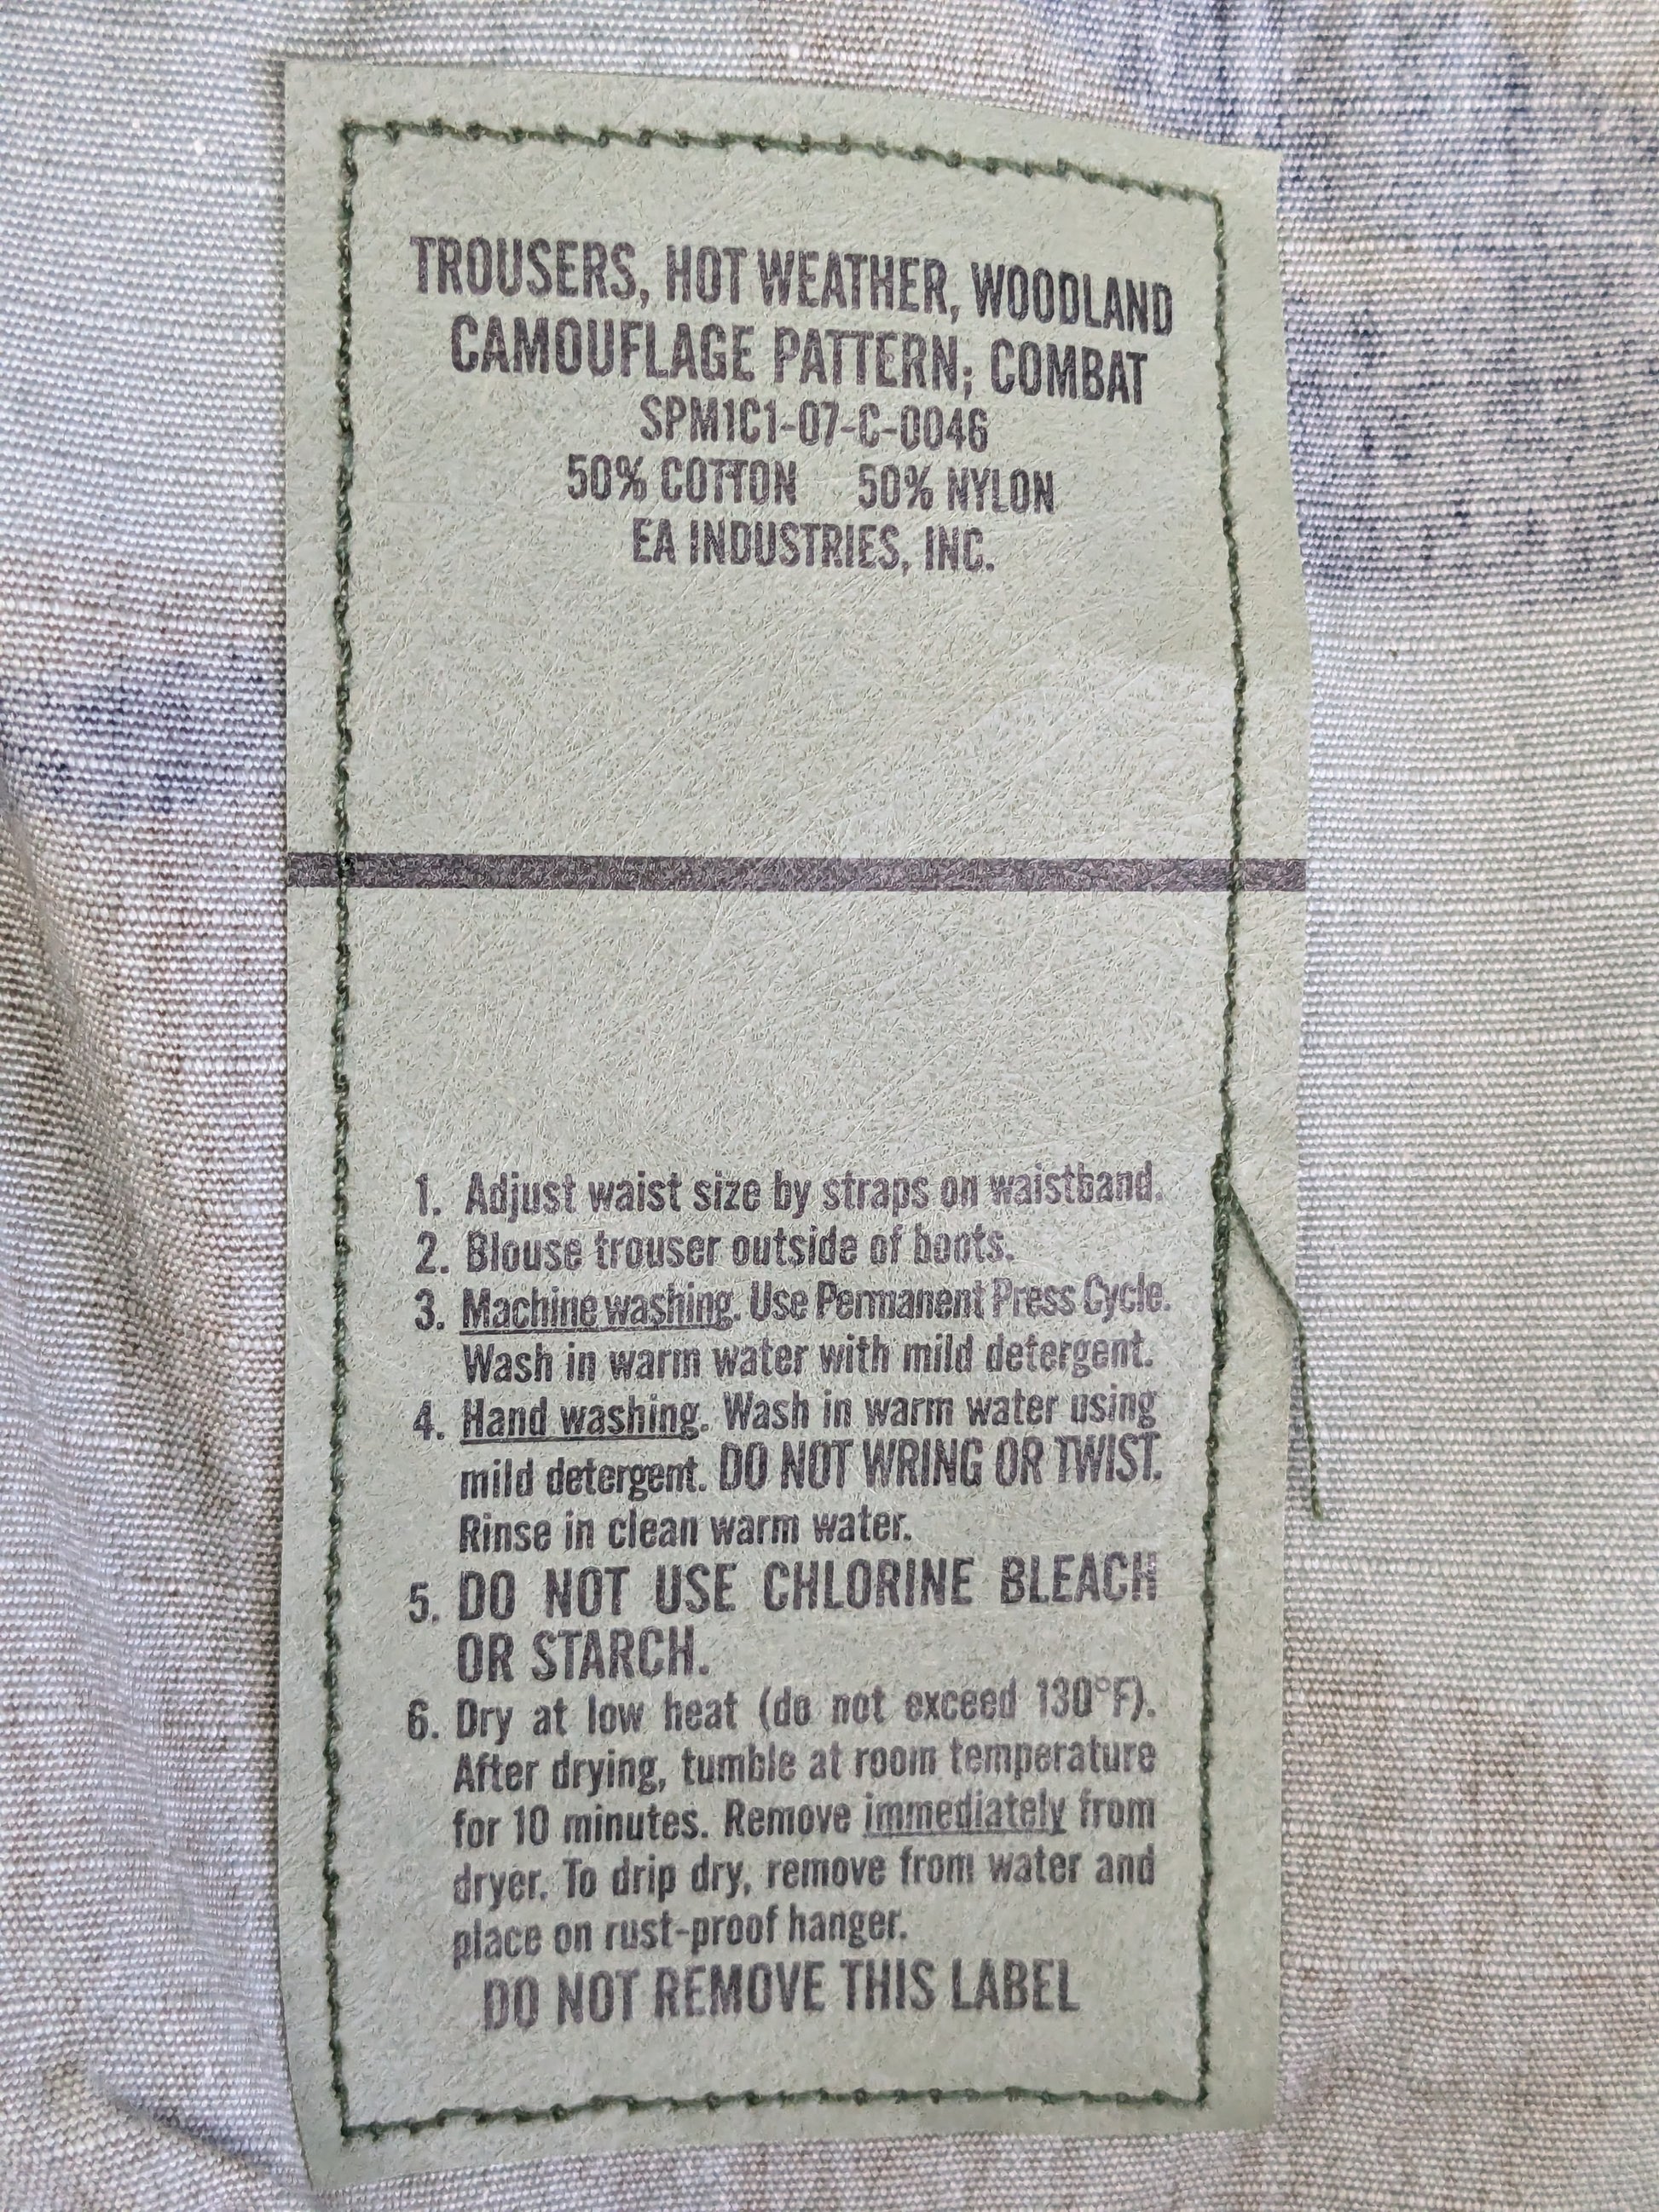 TROUSERS, HOT WEATHER, WOODLAND
CAMOUFLAGE PATTERN; COMBAT
SPM1C1-07-C-0046
50% COTTON 50% NYLON
EA INDUSTRIES, INC.
1. Adjust waist size by straps on waistband.
2. Blouse trouser outside of boots.
3. Machine washing. Use Permanent Press Cycle.
Wash in warm water with mild detergent.
4. Hand washing. Wash in warm water using
mild detergent. DO NOT WRING OR TWIST.
Rinse in clean warm water.
5. DO NOT USE CHLORINE BLEACH
OR STARCH.
6. Dry at low heat (do not exceed 130°F).
After drying, tumble at room temperature
for 10 minutes. Remove immediately from
dryer. To drip dry, remove from water and
place on rust-proof hanger.
DO NOT REMOVE THIS LABEL